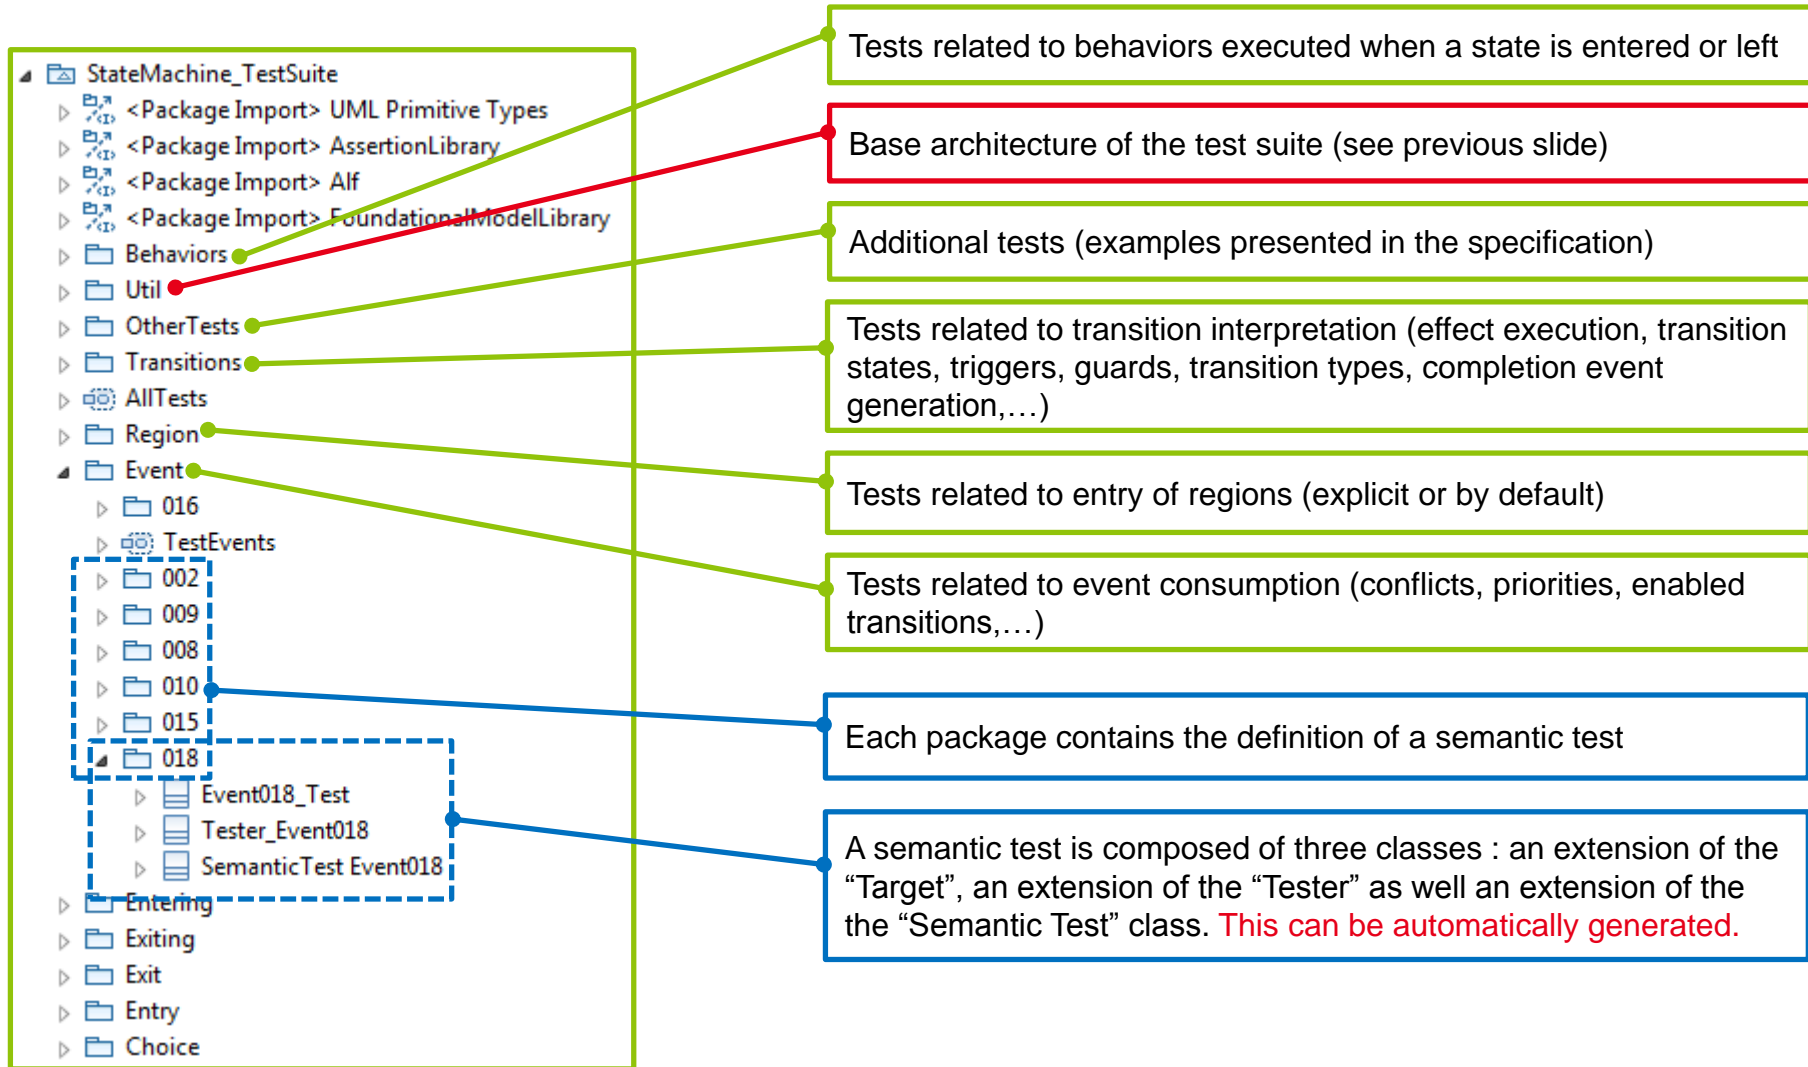 StateMachine_TestSuite
<Package Import> UML Primitive Types
<Package Import> AssertionLibrary
<Package Import> Alf
<Package Import> FoundationalModelLibrary
Behaviors
Util
OtherTests
Transitions
AllTests
Region
Event
016
TestEvents
002
009
008
010
015
018
Event018_Test
Tester_Event018
SemanticTest Event018
Entering
Exiting
Exit
Entry
Choice
Tests related to behaviors executed when a state is entered or left
Base architecture of the test suite (see previous slide)
Additional tests (examples presented in the specification)
Tests related to transition interpretation (effect execution, transition
states, triggers, guards, transition types, completion event
generation,…)
Tests related to entry of regions (explicit or by default)
Tests related to event consumption (conflicts, priorities, enabled
transitions,…)
Each package contains the definition of a semantic test
A semantic test is composed of three classes : an extension of the
“Target”, an extension of the “Tester” as well an extension of the
the “Semantic Test” class. This can be automatically generated.